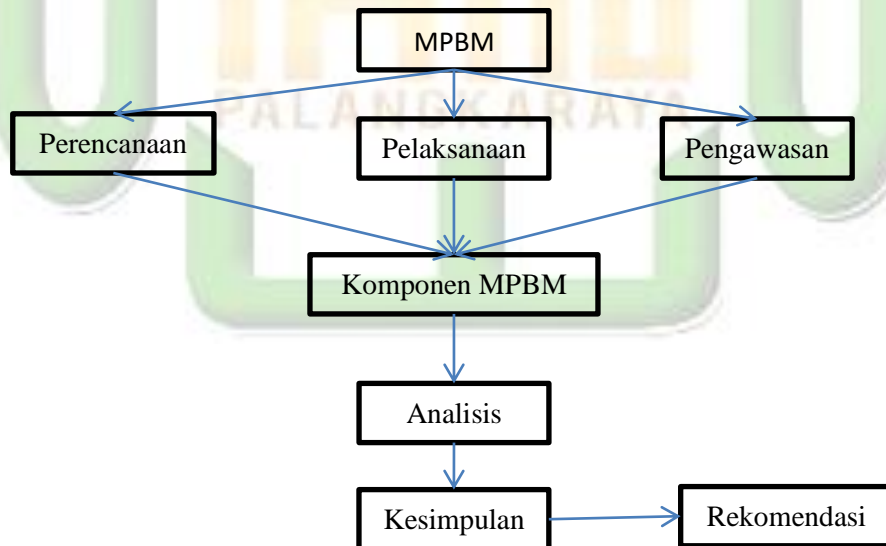 MPBM
PALANGKARAYA
Perencanaan
Pelaksanaan
Pengawasan
Komponen MPBM
Analisis
Kesimpulan
Rekomendasi